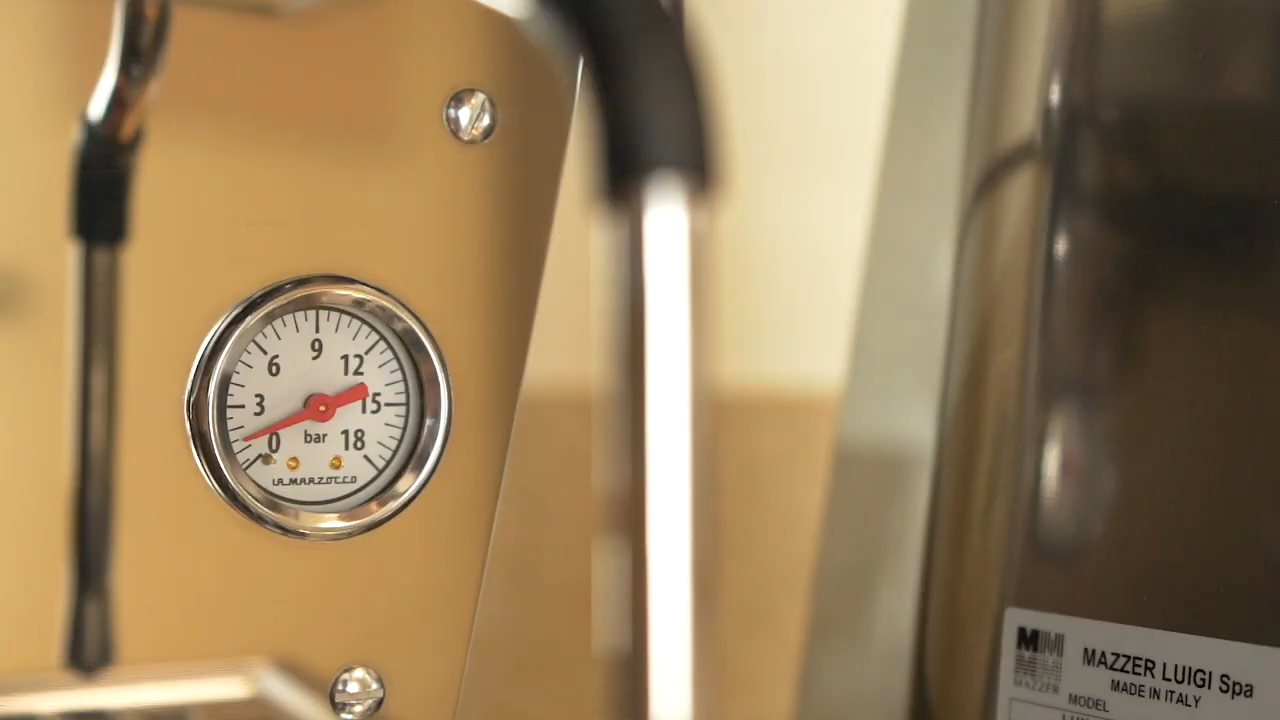 9
6
12
3
15
0
bar
18
LA MARZOCCO
MAZZER LUIGI Spa
MADE IN ITALY
MAZZER
MODEL